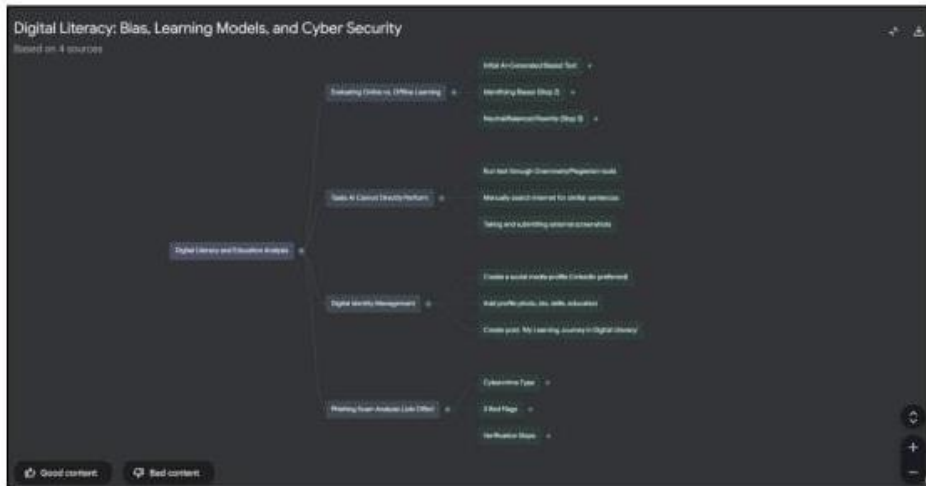 Digital Literacy: Bias, Learning Models, and Cyber Security
Based on 4 sources
Initial AI-Generated Biased Text
Evaluating Online vs. Offline Learning
Identifying Biases (Step 2)
Neutral/Balanced Rewrite (Step 3)
Run text through Grammarly/Plagiarism tools
Tasks AI Cannot Directly Perform
Manually search internet for similar sentences
Taking and submitting external screenshots
Digital Literacy and Education Analysis
Create a social media profile (LinkedIn preferred)
Digital Identity Management
Add profile photo, bio, skills, education
Create post: 'My Learning Journey in Digital Literacy'
Cybercrime Type
Phishing Scam Analysis (Job Offer)
3 Red Flags
Verification Steps
Good content
Bad content